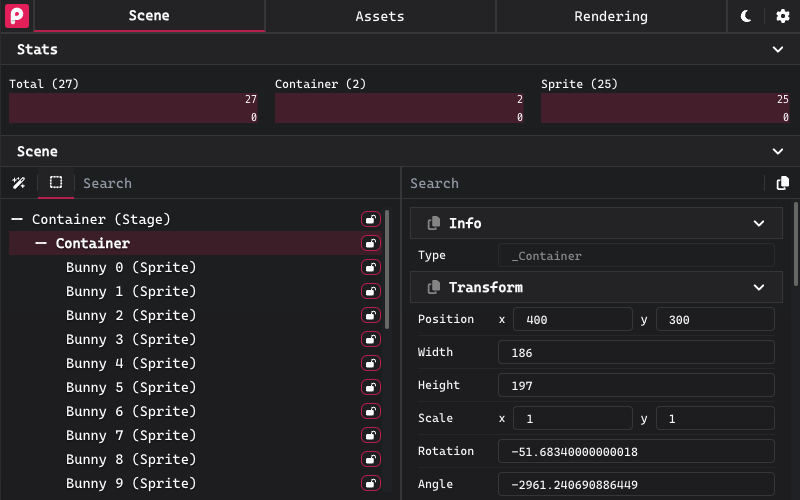 Scene
Assets
Rendering
Stats
Total (27)
27
0
Container (2)
2
0
Sprite (25)
25
0
Scene
Search
Container (Stage)
Container
Bunny 0 (Sprite)
Bunny 1 (Sprite)
Bunny 2 (Sprite)
Bunny 3 (Sprite)
Bunny 4 (Sprite)
Bunny 5 (Sprite)
Bunny 6 (Sprite)
Bunny 7 (Sprite)
Bunny 8 (Sprite)
Bunny 9 (Sprite)
Search
Info
Type _Container
Transform
Position x 400 y 300
Width 186
Height 197
Scale x 1 y 1
Rotation -51.68340000000018
Angle -2961.240690886449